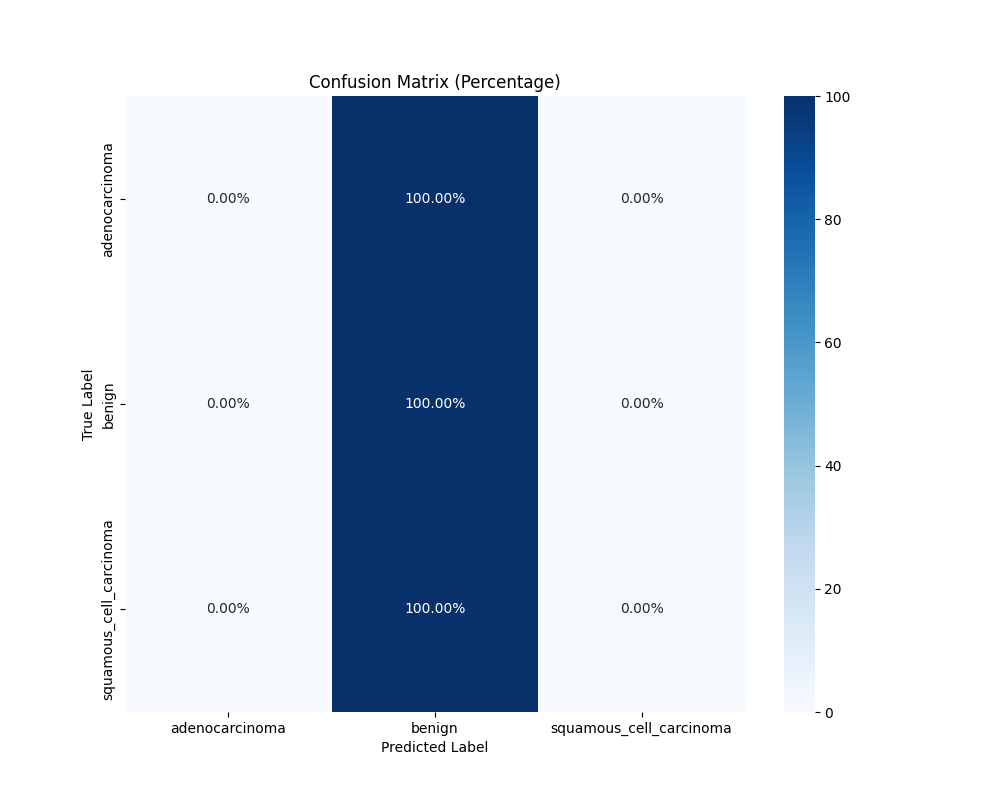 Confusion Matrix (Percentage)
True Label
adenocarcinoma
benign
squamous_cell_carcinoma
0.00% 100.00% 0.00%
0.00% 100.00% 0.00%
0.00% 100.00% 0.00%
adenocarcinoma benign squamous_cell_carcinoma
Predicted Label
100
80
60
40
20
0